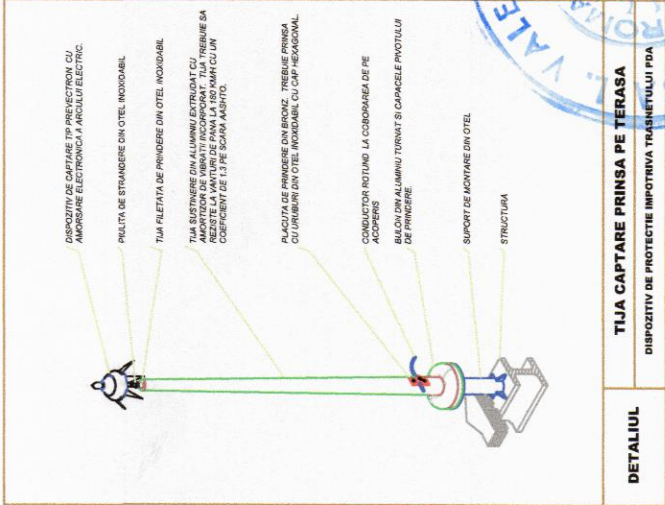 DISPOZITIV DE CAPTARE TIP PREVECTRON CU
AMORSARE ELECTRONICA A ARCULUI ELECTRIC.
PIULITA DE STRANDERE DIN OTEL INOXIDABIL
TIJA FILETATA DE PRINDERE DIN OTEL INOXIDABIL
TIJA SUSTINERE DIN ALUMINIU EXTRUDAT CU
AMORTIZOR DE VIBRATII INCORPORAT. TIJA TREBUIE SA
REZISTE LA VANTURI DE PANA LA 180 KMH CU UN
COEFICIENT DE 1.3 PE SCARA AASHTO.
PLACUTA DE PRINDERE DIN BRONZ. TREBUIE PRINSA
CU URUBURI DIN OTEL INOXIDABIL CU CAP HEXAGONAL.
CONDUCTOR ROTUND LA COBORAREA DE PE
ACOPERIS
BULON DIN ALUMINIU TURNAT SI CAPACELE PIVOTULUI
DE PRINDERE.
SUPORT DE MONTARE DIN OTEL
STRUCTURA
DETALIUL
TIJA CAPTARE PRINSA PE TERASA
DISPOZITIV DE PROTECTIE IMPOTRIVA TRASNETULUI PDA
L. VALE
ROMA